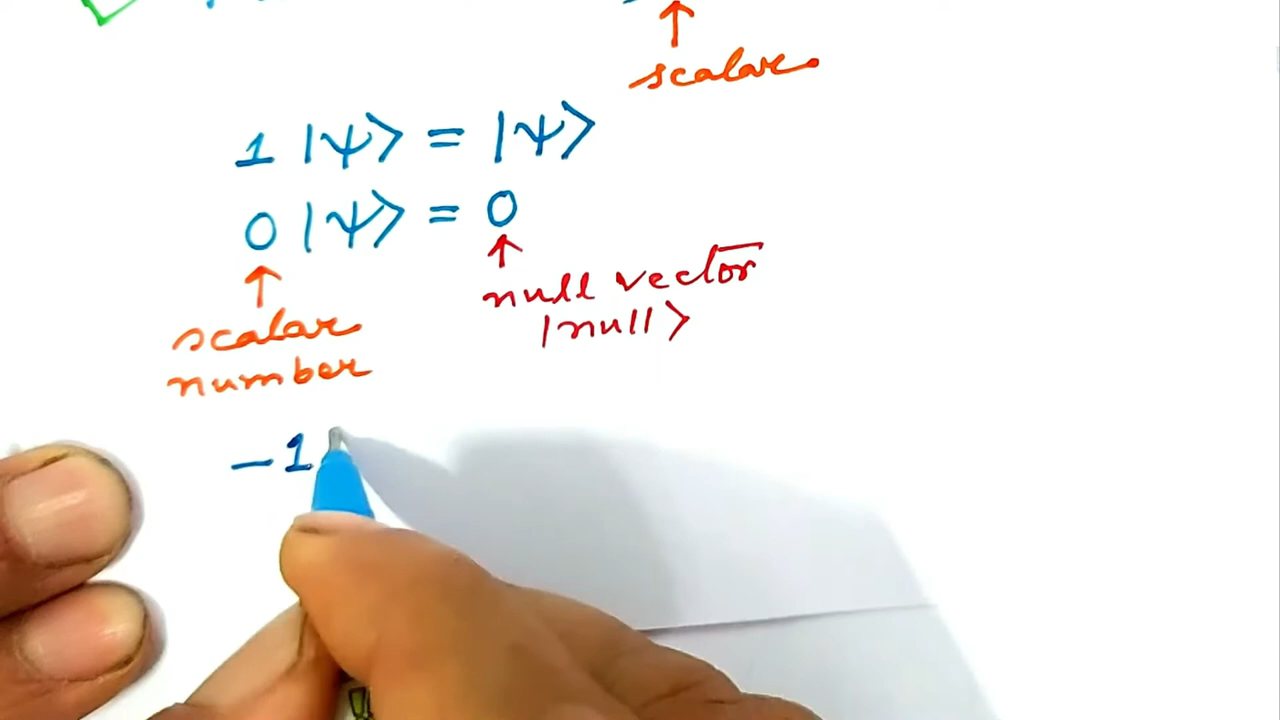 scalar
1 |ψ⟩ = |ψ⟩
0 |ψ⟩ = 0
null vector
|null⟩
scalar
number
-1